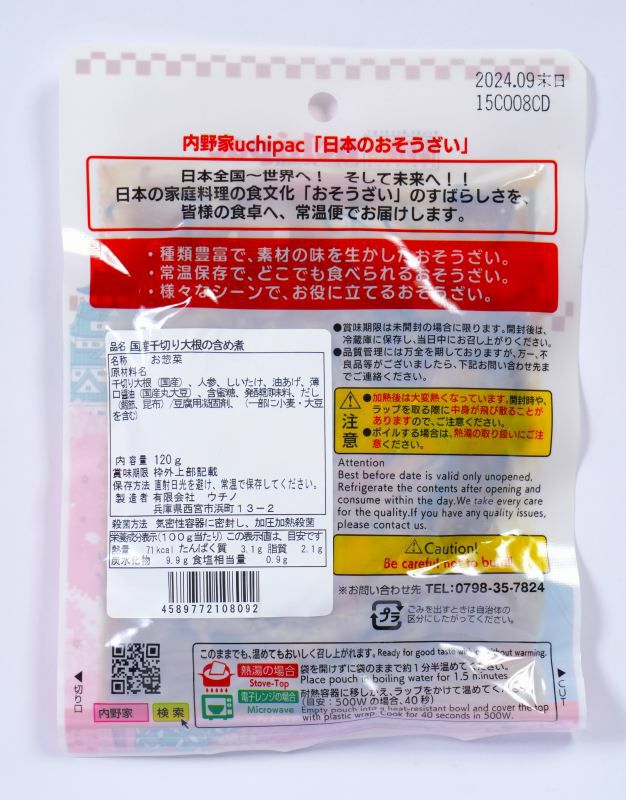 2024.09末日
15C008CD
内野家uchipac「日本のおそうざい」
日本全国〜世界へ! そして未来へ!!
日本の家庭料理の食文化「おそうざい」のすばらしさを、
皆様の食卓へ、常温便でお届けします。
・種類豊富で、素材の味を生かしたおそうざい。
・常温保存で、どこでも食べられるおそうざい。
・様々なシーンで、お役に立てるおそうざい。
品名 国産千切り大根の含め煮
名称 お惣菜
原材料名
千切り大根(国産)、人参、しいたけ、油あげ、薄
口醤油(国産丸大豆)、含蜜糖、発酵調味料、だし
(鰹節、昆布)/豆腐用凝固剤、(一部に小麦・大豆
を含む)
内容量 120g
賞味期限 枠外上部記載
保存方法 直射日光を避け、常温で保存してください。
製造者 有限会社 ウチノ
兵庫県西宮市浜町13-2
殺菌方法 気密性容器に密封し、加圧加熱殺菌
栄養成分表示(100g当たり)この表示値は、目安です
熱量 71kcal たんぱく質 3.1g 脂質 2.1g
炭水化物 9.9g 食塩相当量 0.9g
4589772108092
●賞味期限は未開封の場合に限ります。開封後は、
冷蔵庫に保存し、当日中にお召し上がりください。
●品質管理には万全を期しておりますが、万一、不
良品等がございましたら、下記お問い合わせ先ま
でご連絡ください。
注意
●加熱後は大変熱くなっています。開封時や、
ラップを取る際に中身が飛び散ることが
ありますので、ご注意ください。
●ボイルする場合は、熱湯の取り扱いにご注
意ください。
Attention
Best before date is valid only unopened.
Refrigerate the contents after opening and
consume within the day.We take every care
for the quality.If you have any quality issues,
please contact us.
Caution!
Be careful not to burn!
※お問い合わせ先 TEL:0798-35-7824
プラ
ごみを出すときは自治体の
区分にしたがってください。
このままでも、温めてもおいしく召し上がれます。Ready for good taste with or without warming.
熱湯の場合
Stove-Top
袋を開けずに袋のままで約1分半温めてください。
Place pouch in boiling water for 1.5 minutes.
電子レンジの場合
Microwave
耐熱容器に移しかえ、ラップをかけて温めてください。
(目安:500Wの場合、40秒)
Empty pouch into a heat-resistant bowl and cover the top
with plastic wrap. Cook for 40 seconds in 500W.
◀切り口
▶CUT
内野家 検索